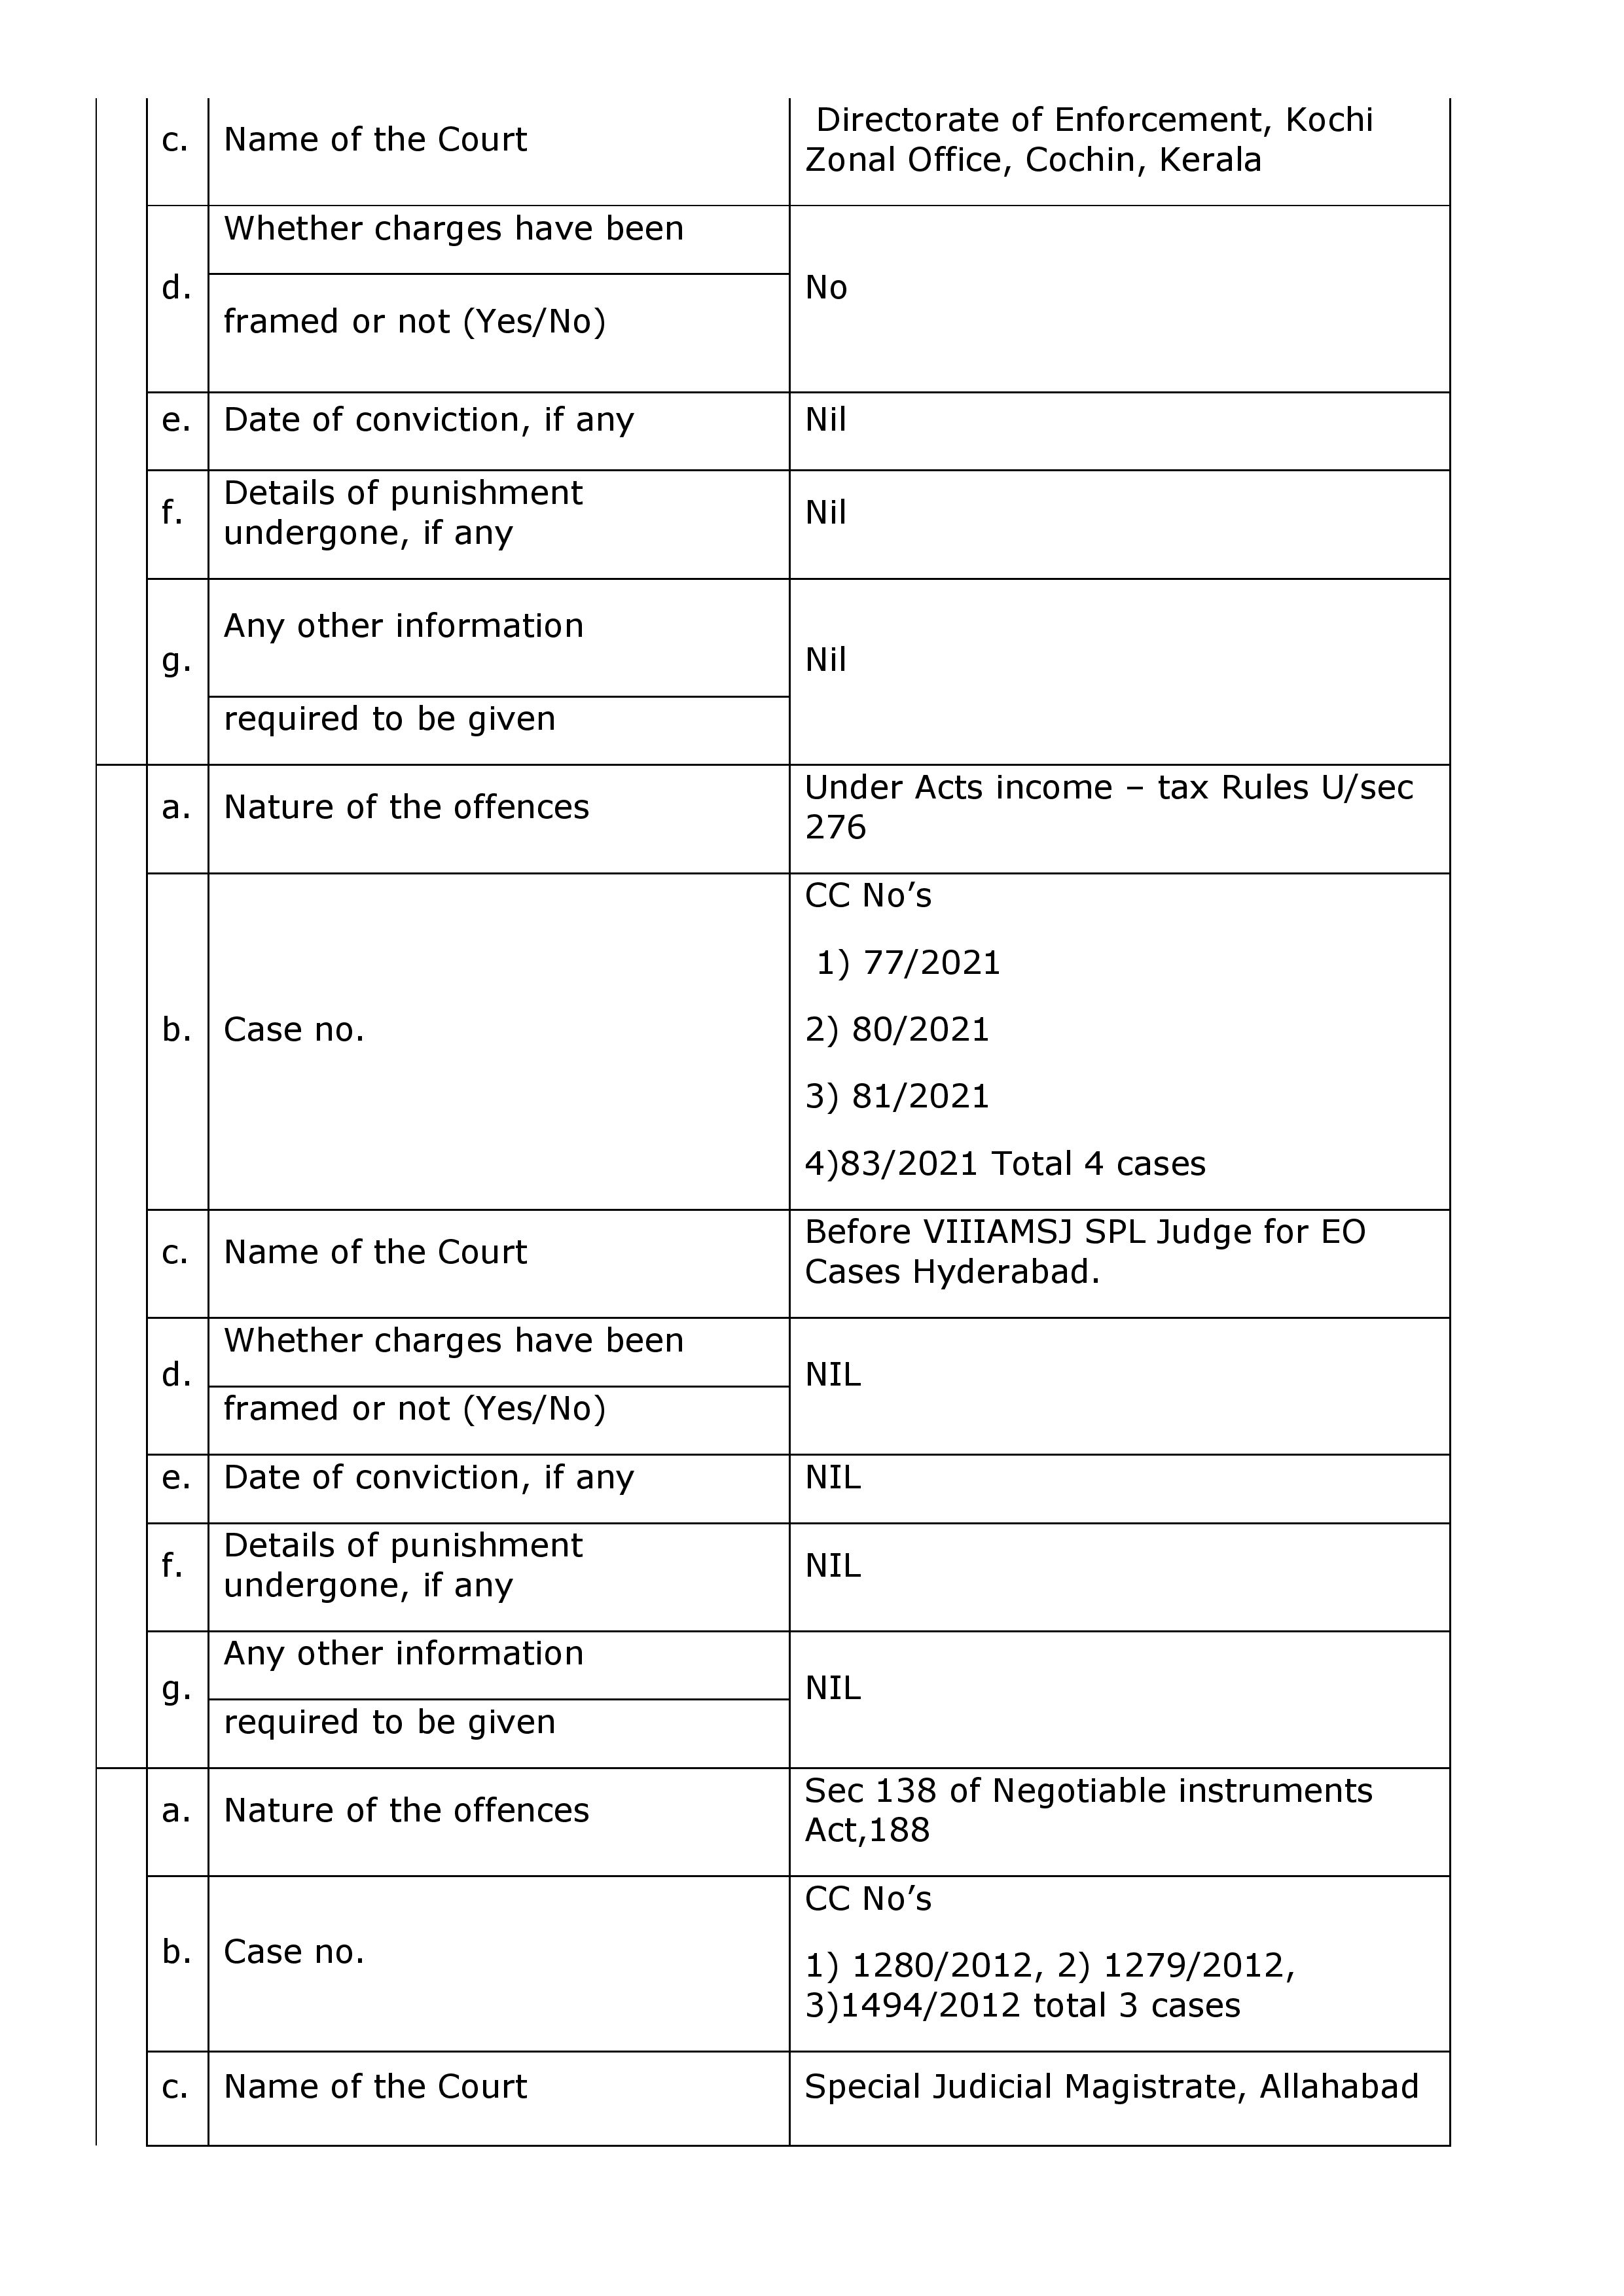 c. Name of the Court Directorate of Enforcement, Kochi
Zonal Office, Cochin, Kerala
d. Whether charges have been
framed or not (Yes/No)
No
e. Date of conviction, if any Nil
f. Details of punishment
undergone, if any
Nil
g. Any other information
required to be given
Nil
a. Nature of the offences Under Acts income – tax Rules U/sec
276
b. Case no. CC No’s
1) 77/2021
2) 80/2021
3) 81/2021
4)83/2021 Total 4 cases
c. Name of the Court Before VIIIAMSJ SPL Judge for EO
Cases Hyderabad.
d. Whether charges have been
framed or not (Yes/No)
NIL
e. Date of conviction, if any NIL
f. Details of punishment
undergone, if any
NIL
g. Any other information
required to be given
NIL
a. Nature of the offences Sec 138 of Negotiable instruments
Act,188
b. Case no. CC No’s
1) 1280/2012, 2) 1279/2012,
3)1494/2012 total 3 cases
c. Name of the Court Special Judicial Magistrate, Allahabad